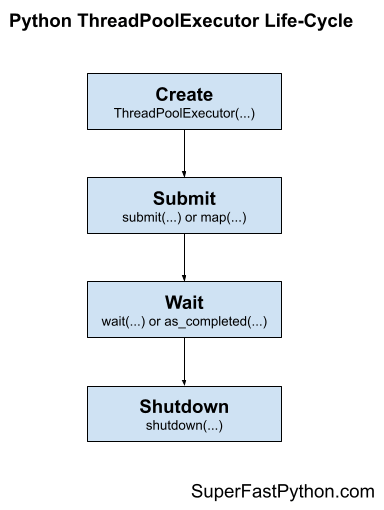 Python ThreadPoolExecutor Life-Cycle
Create
ThreadPoolExecutor(...)
Submit
submit(...) or map(...)
Wait
wait(...) or as_completed(...)
Shutdown
shutdown(...)
SuperFastPython.com